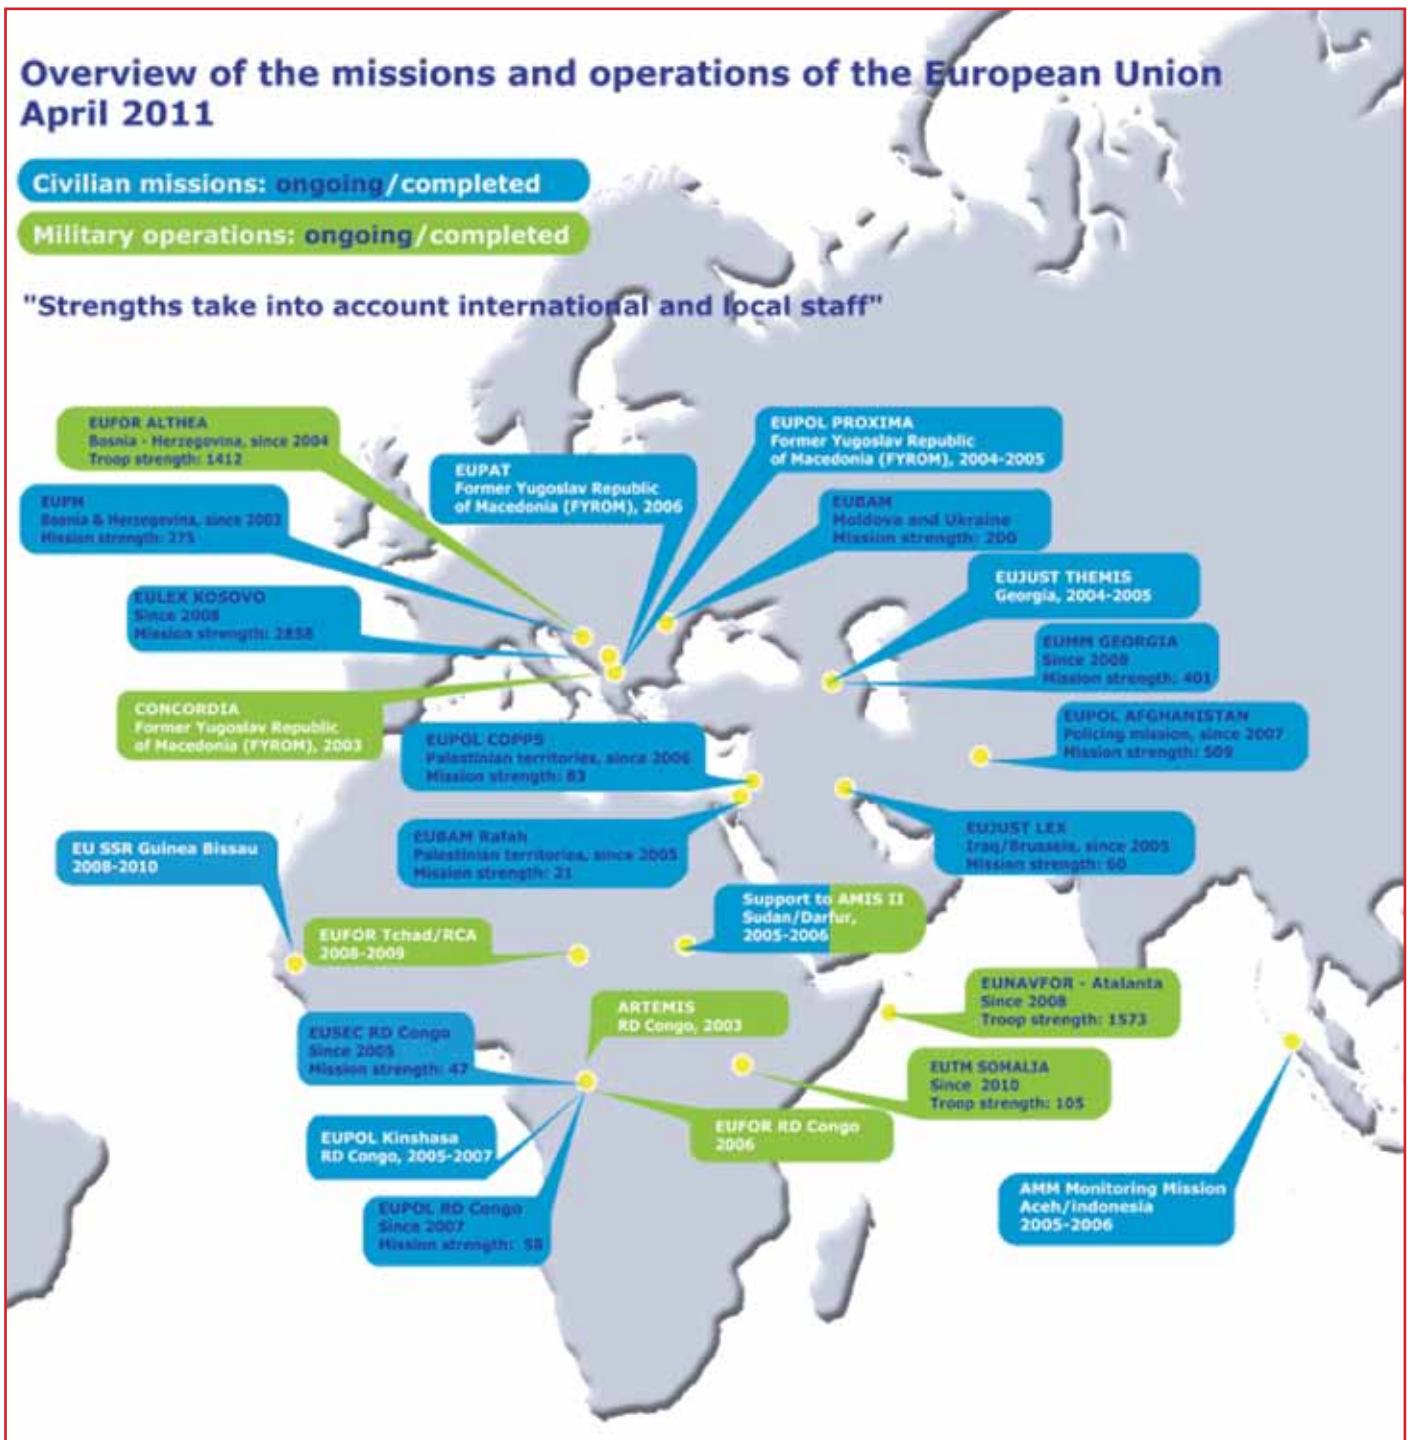 Overview of the missions and operations of the European Union
April 2011
Civilian missions: ongoing/completed
Military operations: ongoing/completed
"Strengths take into account international and local staff"
EUFOR ALTHEA
Bosnia - Herzegovina, since 2004
Troop strength: 1412
EUPM
Bosnia & Herzegovina, since 2003
Mission strength: 275
EULEX KOSOVO
Since 2008
Mission strength: 2858
CONCORDIA
Former Yugoslav Republic
of Macedonia (FYROM), 2003
EUPAT
Former Yugoslav Republic
of Macedonia (FYROM), 2006
EUPOL PROXIMA
Former Yugoslav Republic
of Macedonia (FYROM), 2004-2005
EUBAM
Moldova and Ukraine
Mission strength: 200
EUJUST THEMIS
Georgia, 2004-2005
EUMM GEORGIA
Since 2008
Mission strength: 401
EUPOL AFGHANISTAN
Policing mission, since 2007
Mission strength: 509
EUPOL COPPS
Palestinian territories, since 2006
Mission strength: 83
EUBAM Rafah
Palestinian territories, since 2005
Mission strength: 21
EUJUST LEX
Iraq/Brussels, since 2005
Mission strength: 60
EU SSR Guinea Bissau
2008-2010
EUFOR Tchad/RCA
2008-2009
Support to AMIS II
Sudan/Darfur,
2005-2006
EUNAVFOR - Atalanta
Since 2008
Troop strength: 1573
ARTEMIS
RD Congo, 2003
EUSEC RD Congo
Since 2005
Mission strength: 47
EUTM SOMALIA
Since 2010
Troop strength: 105
EUFOR RD Congo
2006
EUPOL Kinshasa
RD Congo, 2005-2007
EUPOL RD Congo
Since 2007
Mission strength: 58
AMM Monitoring Mission
Aceh/indonesia
2005-2006